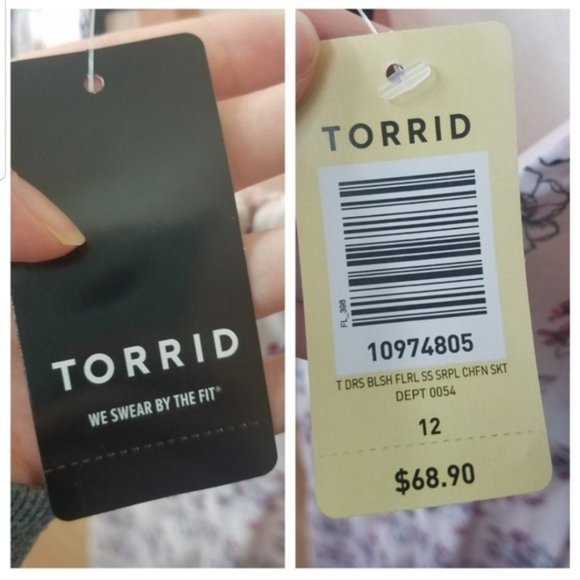 TORRID
WE SWEAR BY THE FIT®
TORRID
FL_398
10974805
T DRS BLSH FLRL SS SRPL CHFN SKT
DEPT 0054
12
$68.90